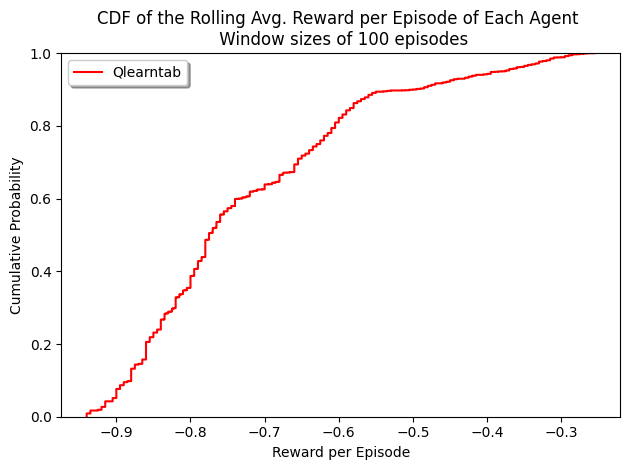 CDF of the Rolling Avg. Reward per Episode of Each Agent
Window sizes of 100 episodes
Qlearntab
Cumulative Probability
1.0
0.8
0.6
0.4
0.2
0.0
−0.9 −0.8 −0.7 −0.6 −0.5 −0.4 −0.3
Reward per Episode